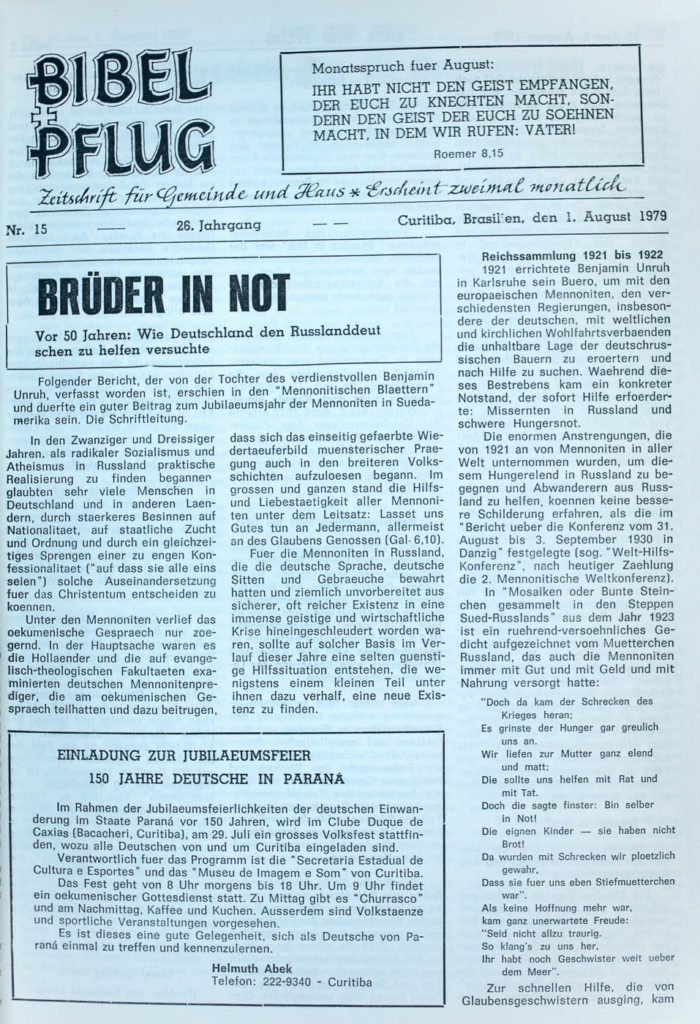 BIBEL
+ PFLUG
Monatsspruch fuer August:
IHR HABT NICHT DEN GEIST EMPFANGEN,
DER EUCH ZU KNECHTEN MACHT, SON-
DERN DEN GEIST DER EUCH ZU SOEHNEN
MACHT, IN DEM WIR RUFEN: VATER!
Roemer 8,15
Zeitschrift für Gemeinde und Haus * Erscheint zweimal monatlich
Nr. 15 — 26. Jahrgang — — Curitiba, Brasilien, den 1. August 1979
BRÜDER IN NOT
Vor 50 Jahren: Wie Deutschland den Russlanddeut
schen zu helfen versuchte
Folgender Bericht, der von der Tochter des verdienstvollen Benjamin
Unruh, verfasst worden ist, erschien in den "Mennonitischen Blaettern"
und duerfte ein guter Beitrag zum Jubilaeumsjahr der Mennoniten in Sueda-
merika sein. Die Schriftleitung.
In den Zwanziger und Dreissiger
Jahren. als radikaler Sozialismus und
Atheismus in Russland praktische
Realisierung zu finden begannen
glaubten sehr viele Menschen in
Deutschland und in anderen Laen-
dern, durch staerkeres Besinnen auf
Nationalitaet, auf staatliche Zucht
und Ordnung und durch ein gleichzei-
tiges Sprengen einer zu engen Kon-
fessionalitaet ("auf dass sie alle eins
seien") solche Auseinandersetzung
fuer das Christentum entscheiden zu
koennen.
Unter den Mennoniten verlief das
oekumenische Gespraech nur zoe-
gernd. In der Hauptsache waren es
die Hollaender und die auf evange-
lisch-theologischen Fakultaeten exa-
minierten deutschen Mennonitenpre-
diger, die am oekumenischen Ge-
spraech teilhatten und dazu beitrugen,
dass sich das einseitig gefaerbte Wie-
dertaeuferbild muensterischer Prae-
gung auch in den breiteren Volks-
schichten aufzuloesen begann. Im
grossen und ganzen stand die Hilfs-
und Liebestaetigkeit aller Mennoni-
ten unter dem Leitsatz: Lasset uns
Gutes tun an Jedermann, allermeist
an des Glaubens Genossen (Gal· 6,10).
Fuer die Mennoniten in Russland,
die die deutsche Sprache, deutsche
Sitten und Gebraeuche bewahrt
hatten und ziemlich unvorbereitet aus
sicherer, oft reicher Existenz in eine
immense geistige und wirtschaftliche
Krise hineingeschleudert worden wa-
ren, sollte auf solcher Basis im Ver-
lauf dieser Jahre eine selten guenstí-
ge Hilfssituation entstehen, die we-
nigstens einem kleinen Teil unter
ihnen dazu verhalf, eine neue Exis-
tenz zu finden.
Reichssammlung 1921 bis 1922
1921 errichtete Benjamin Unruh
in Karlsruhe sein Buero, um mit den
europaeischen Mennoniten, den ver-
schiedensten Regierungen, insbeson-
dere der deutschen, mit weltlichen
und kirchlichen Wohlfahrtsverbaenden
die unhaltbare Lage der deutschrus-
sischen Bauern zu eroertern und
nach Hilfe zu suchen. Waehrend die-
ses Bestrebens kam ein konkreter
Notstand, der sofort Hilfe erfoerder-
te: Missernten in Russland und
schwere Hungersnot.
Die enormen Anstrengungen, die
von 1921 an von Mennoniten in aller
Welt unternommen wurden, um die-
sem Hungerelend in Russland zu be-
gegnen und Abwanderern aus Russ-
land zu helfen, koennen keine besse-
re Schilderung erfahren, als die im
"Bericht ueber die Konferenz vom 31.
August bis 3. September 1930 in
Danzig" festgelegte (sog. "Welt-Hilfs-
Konferenz", nach heutiger Zaehlung
die 2. Mennonitische Weltkonferenz).
In "Mosaiken oder Bunte Stein-
chen gesammelt in den Steppen
Sued-Russlands" aus dem Jahr 1923
ist ein ruehrend-versoehnliches Ge-
dicht aufgezeichnet vom Muetterchen
Russland, das auch die Mennoniten
immer mit Gut und mit Geld und mit
Nahrung versorgt hatte:
"Doch da kam der Schrecken des
Krieges heran;
Es grinste der Hunger gar greulich
uns an.
Wir liefen zur Mutter ganz elend
und matt;
Die sollte uns helfen mit Rat und
mit Tat.
Doch die sagte finster: Bin selber
in Not!
Die eignen Kinder — sie haben nicht
Brot!
Da wurden mit Schrecken wir ploetzlich
gewahr,
Dass sie fuer uns eben Stiefmuetterchen
war".
Als keine Hoffnung mehr war,
kam ganz unerwartete Freude:
"Seid nicht allzu traurig.
So klang's zu uns her,
Ihr habt noch Geschwister weit ueber
dem Meer".
Zur schnellen Hilfe, die von
Glaubensgeschwistern ausging, kam
EINLADUNG ZUR JUBILAEUMSFEIER
150 JAHRE DEUTSCHE IN PARANÁ
Im Rahmen der Jubilaeumsfeierlichkeiten der deutschen Einwan-
derung im Staate Paraná vor 150 Jahren, wird im Clube Duque de
Caxias (Bacacheri, Curitiba), am 29. Juli ein grosses Volksfest stattfin-
den, wozu alle Deutschen von und um Curitiba eingeladen sind.
Verantwortlich fuer das Programm ist die "Secretaria Estadual de
Cultura e Esportes" und das "Museu de Imagem e Som" von Curitiba.
Das Fest geht von 8 Uhr morgens bis 18 Uhr. Um 9 Uhr findet
ein oekumenischer Gottesdienst statt. Zu Mittag gibt es "Churrasco"
und am Nachmittag, Kaffee und Kuchen. Ausserdem sind Volkstaenze
und sportliche Veranstaltungen vorgesehen.
Es ist dieses eine gute Gelegenheit, sich als Deutsche von Pa-
raná einmal zu treffen und kennenzulernen.
Helmuth Abek
Telefon: 222-9340 - Curitiba